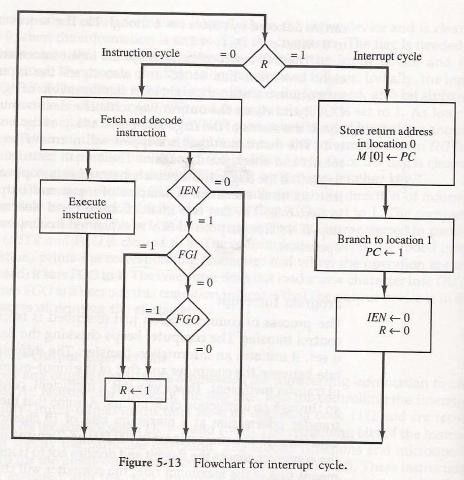 R
Instruction cycle
= 0
= 1
Interrupt cycle
Fetch and decode
instruction
Store return address
in location 0
M [0] ← PC
Execute
instruction
IEN
= 0
= 1
Branch to location 1
PC ← 1
= 1
FGI
= 0
IEN ← 0
R ← 0
= 1
FGO
= 0
R ← 1
Figure 5-13 Flowchart for interrupt cycle.